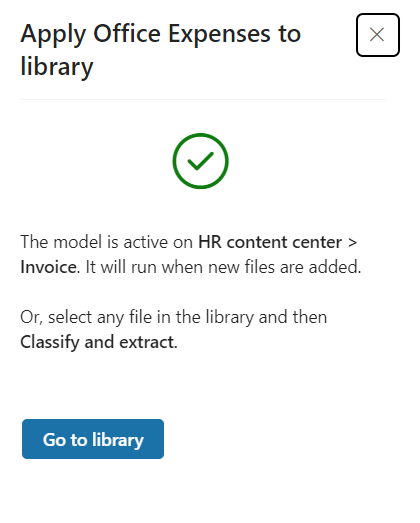 Apply Office Expenses to
library
The model is active on HR content center >
Invoice. It will run when new files are added.
Or, select any file in the library and then
Classify and extract.
Go to library